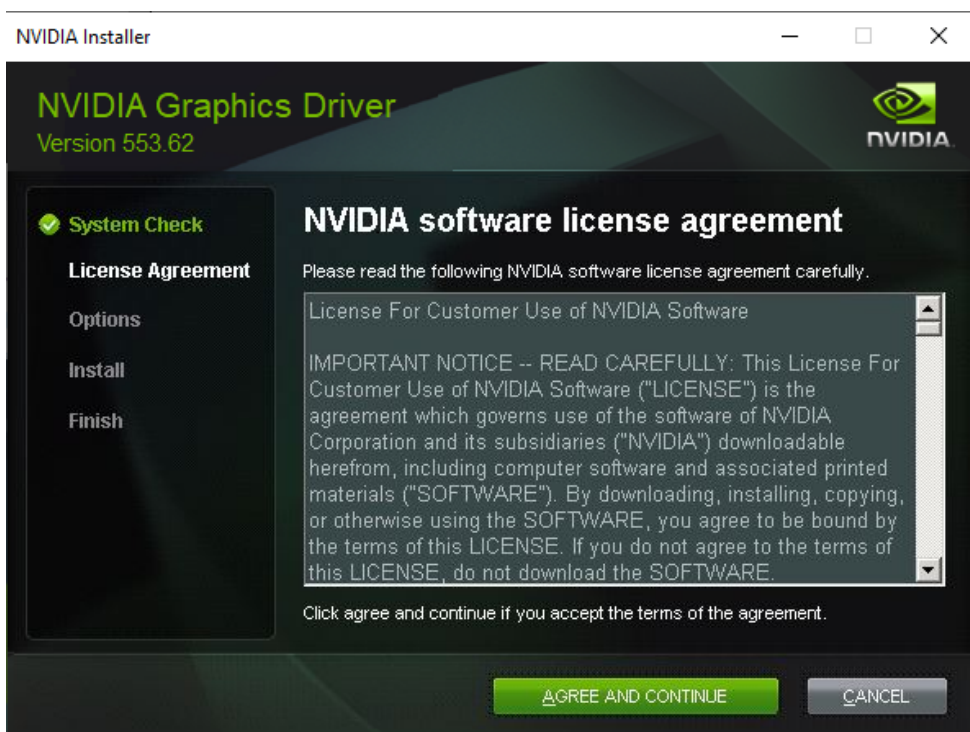 NVIDIA Installer
NVIDIA Graphics Driver
Version 553.62
NVIDIA
System Check
License Agreement
Options
Install
Finish
NVIDIA software license agreement
Please read the following NVIDIA software license agreement carefully.
License For Customer Use of NVIDIA Software
IMPORTANT NOTICE -- READ CAREFULLY: This License For
Customer Use of NVIDIA Software ("LICENSE") is the
agreement which governs use of the software of NVIDIA
Corporation and its subsidiaries ("NVIDIA") downloadable
herefrom, including computer software and associated printed
materials ("SOFTWARE"). By downloading, installing, copying,
or otherwise using the SOFTWARE, you agree to be bound by
the terms of this LICENSE. If you do not agree to the terms of
this LICENSE, do not download the SOFTWARE.
Click agree and continue if you accept the terms of the agreement.
AGREE AND CONTINUE
CANCEL